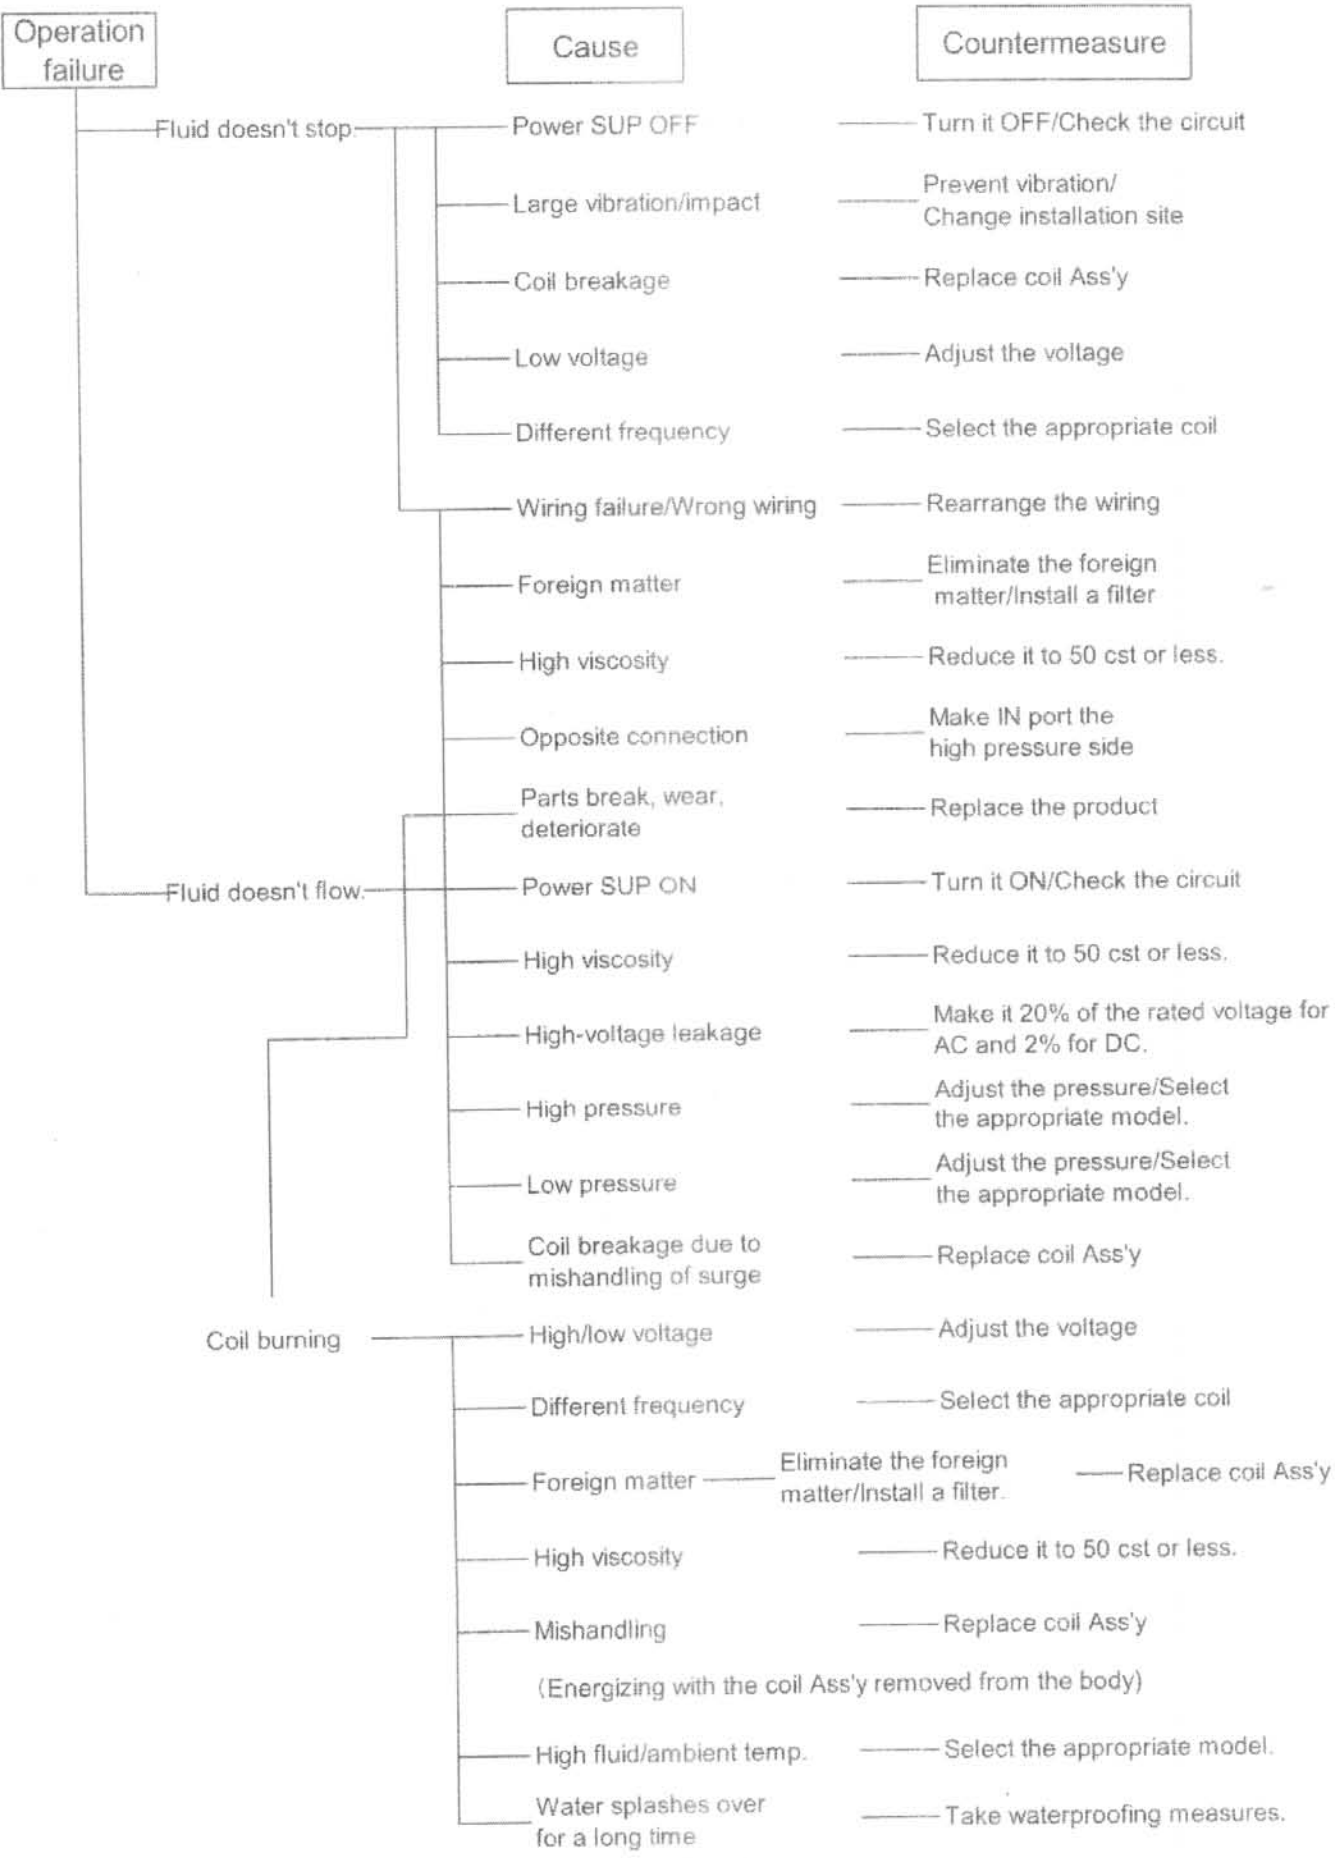 Operation
failure
Cause
Countermeasure
Fluid doesn't stop.
Power SUP OFF
Turn it OFF/Check the circuit
Large vibration/impact
Prevent vibration/
Change installation site
Coil breakage
Replace coil Ass'y
Low voltage
Adjust the voltage
Different frequency
Select the appropriate coil
Wiring failure/Wrong wiring
Rearrange the wiring
Foreign matter
Eliminate the foreign
matter/Install a filter
High viscosity
Reduce it to 50 cst or less.
Opposite connection
Make IN port the
high pressure side
Parts break, wear,
deteriorate
Replace the product
Fluid doesn't flow.
Power SUP ON
Turn it ON/Check the circuit
High viscosity
Reduce it to 50 cst or less.
High-voltage leakage
Make it 20% of the rated voltage for
AC and 2% for DC.
High pressure
Adjust the pressure/Select
the appropriate model.
Low pressure
Adjust the pressure/Select
the appropriate model.
Coil breakage due to
mishandling of surge
Replace coil Ass'y
Coil burning
High/low voltage
Adjust the voltage
Different frequency
Select the appropriate coil
Foreign matter
Eliminate the foreign
matter/Install a filter.
Replace coil Ass'y
High viscosity
Reduce it to 50 cst or less.
Mishandling
Replace coil Ass'y
(Energizing with the coil Ass'y removed from the body)
High fluid/ambient temp.
Select the appropriate model.
Water splashes over
for a long time
Take waterproofing measures.